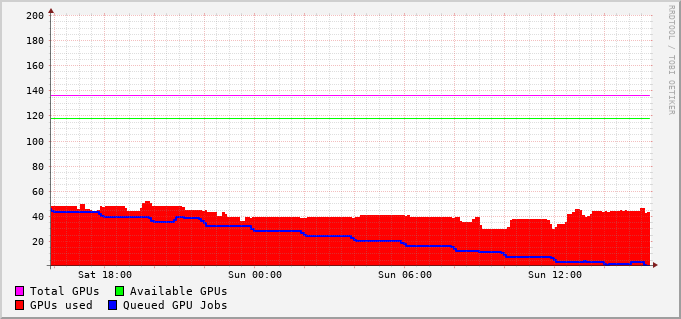 200
180
160
140
120
100
80
60
40
20
Sat 18:00 Sun 00:00 Sun 06:00 Sun 12:00
Total GPUs Available GPUs
GPUs used Queued GPU Jobs
RRDTOOL / TOBI OETIKER